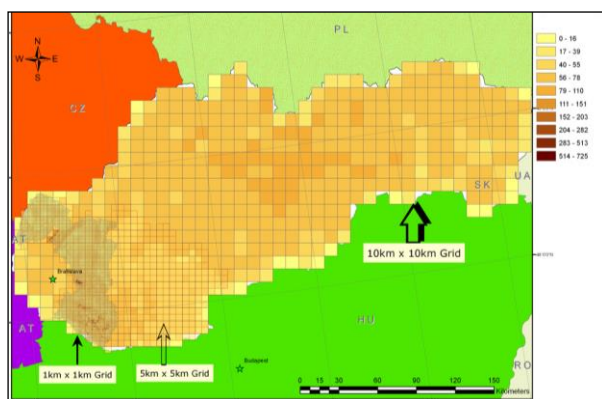 N
W E
S
PL
CZ
0 - 16
17 - 39
40 - 55
56 - 78
79 - 110
111 - 151
152 - 203
204 - 282
283 - 513
514 - 725
UA
SK
AT
Bratislava
10km x 10km Grid
AT
HU
1km x 1km Grid
5km x 5km Grid
Budapest
RO
0 15 30 60 90 120 150
Kilometers